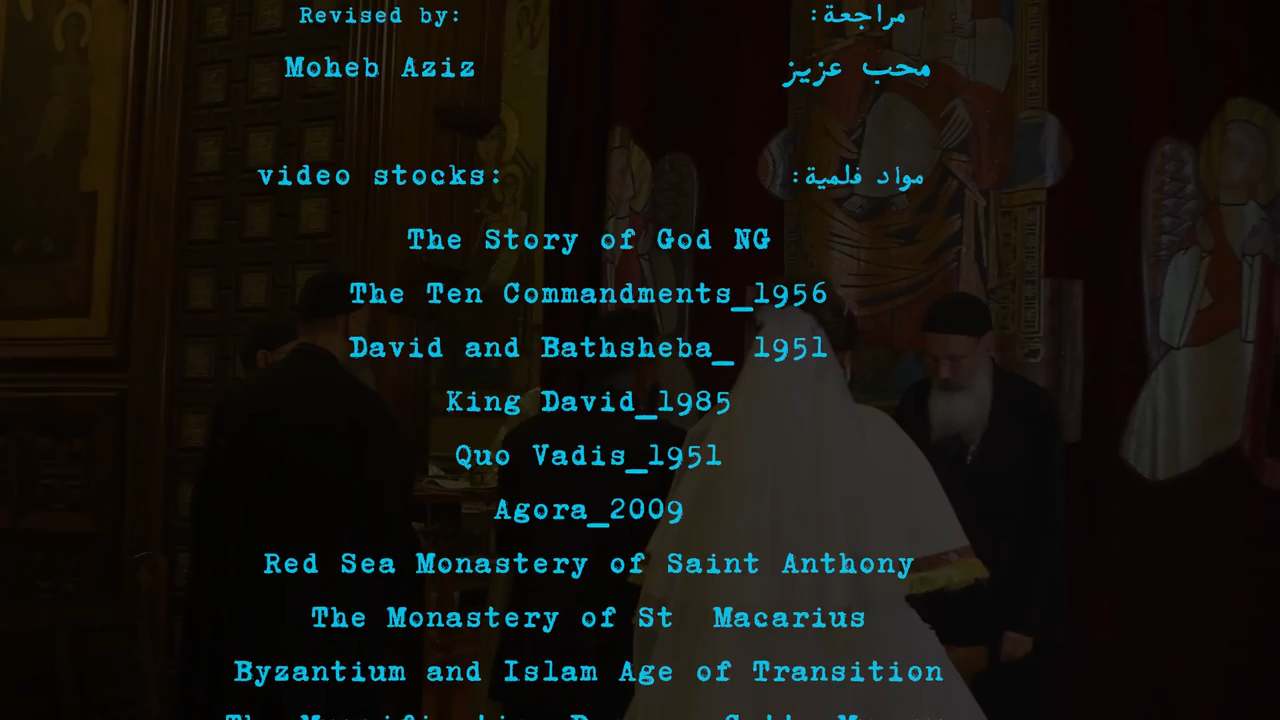 Revised by: مراجعة:
Moheb Aziz محب عزيز
video stocks: مواد فلمية:
The Story of God NG
The Ten Commandments_1956
David and Bathsheba_ 1951
King David_1985
Quo Vadis_1951
Agora_2009
Red Sea Monastery of Saint Anthony
The Monastery of St Macarius
Byzantium and Islam Age of Transition